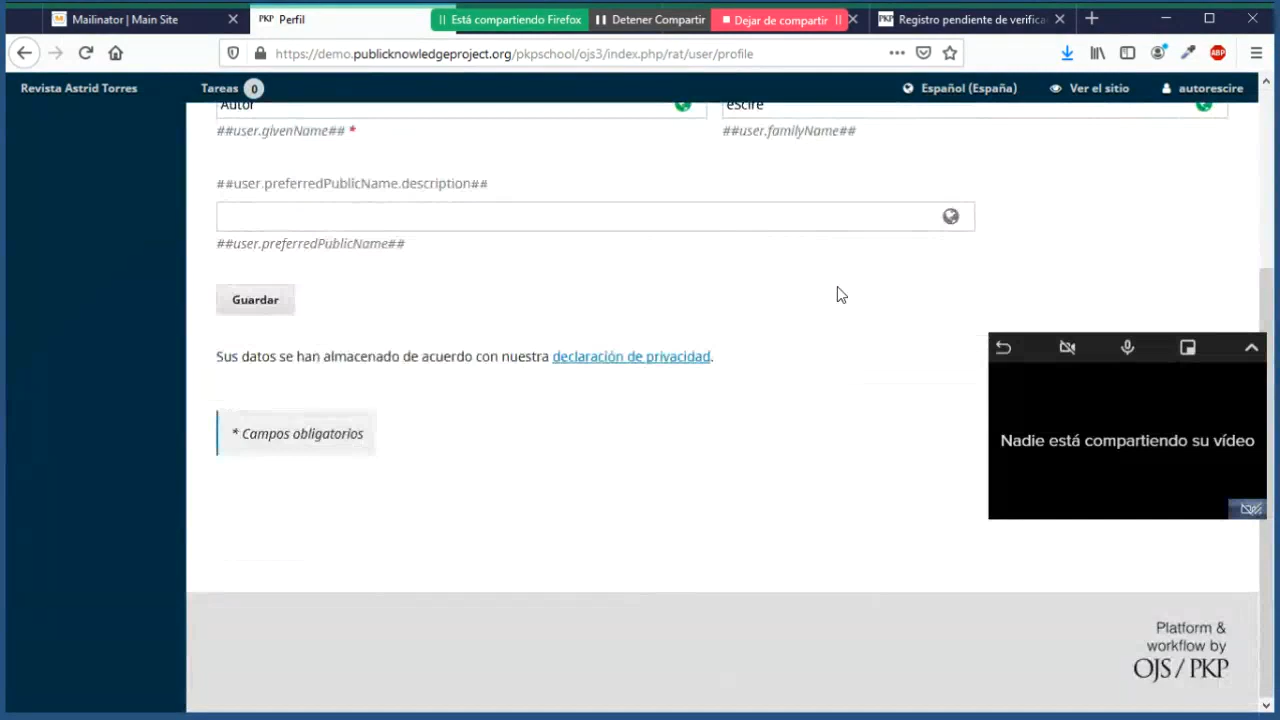 Mailinator | Main Site
PKP Perfil
Está compartiendo Firefox
Detener Compartir
Dejar de compartir
PKP Registro pendiente de verifica
https://demo.publicknowledgeproject.org/pkpschool/ojs3/index.php/rat/user/profile
ABP
Revista Astrid Torres
Tareas 0
Español (España)
Ver el sitio
autorescire
Autor
escire
##user.givenName## *
##user.familyName##
##user.preferredPublicName.description##
##user.preferredPublicName##
Guardar
Sus datos se han almacenado de acuerdo con nuestra declaración de privacidad.
Nadie está compartiendo su vídeo
* Campos obligatorios
Platform &
workflow by
OJS / PKP